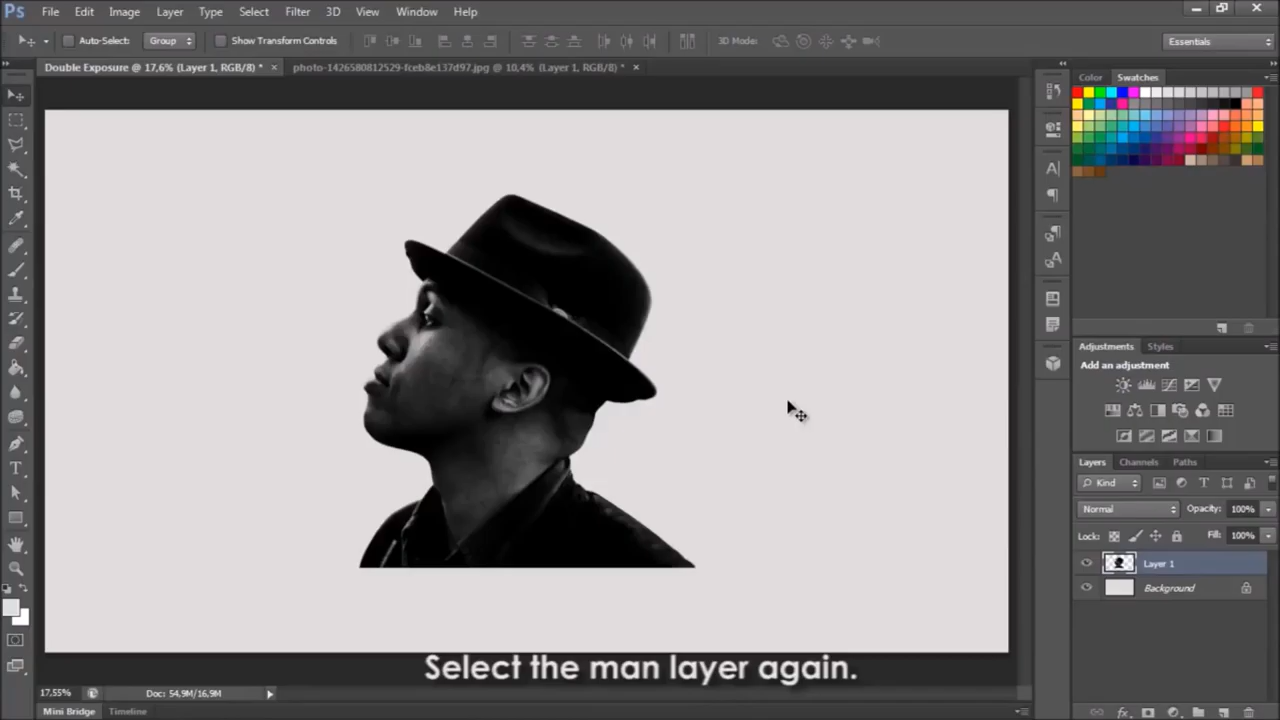 Ps File Edit Image Layer Type Select Filter 3D View Window Help
Auto-Select: Group Show Transform Controls 3D Mode: Essentials
Double Exposure @ 17,6% (Layer 1, RGB/8) * × photo-1426580812529-fceb8e137d97.jpg @ 10,4% (Layer 1, RGB/8) * ×
Color Swatches
Adjustments Styles
Add an adjustment
Layers Channels Paths
Kind
Normal Opacity: 100%
Lock: Fill: 100%
Layer 1
Background
Select the man layer again.
17,55% Doc: 54,9M/16,9M
Mini Bridge Timeline